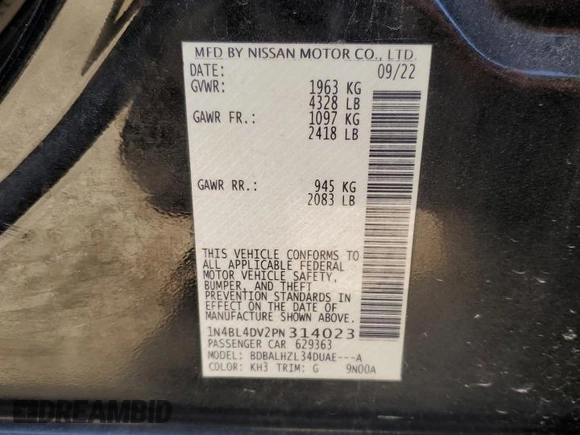 MFD BY NISSAN MOTOR CO., LTD.
DATE: 09/22
GVWR: 1963 KG
4328 LB
GAWR FR.: 1097 KG
2418 LB
GAWR RR.: 945 KG
2083 LB
THIS VEHICLE CONFORMS TO
ALL APPLICABLE FEDERAL
MOTOR VEHICLE SAFETY,
BUMPER, AND THEFT
PREVENTION STANDARDS IN
EFFECT ON THE DATE OF
MANUFACTURE SHOWN ABOVE.
1N4BL4DV2PN314023
PASSENGER CAR 629363
MODEL: BDBALHZL34DUAE---A
COLOR: KH3 TRIM: G 9N00A
DREAMBID